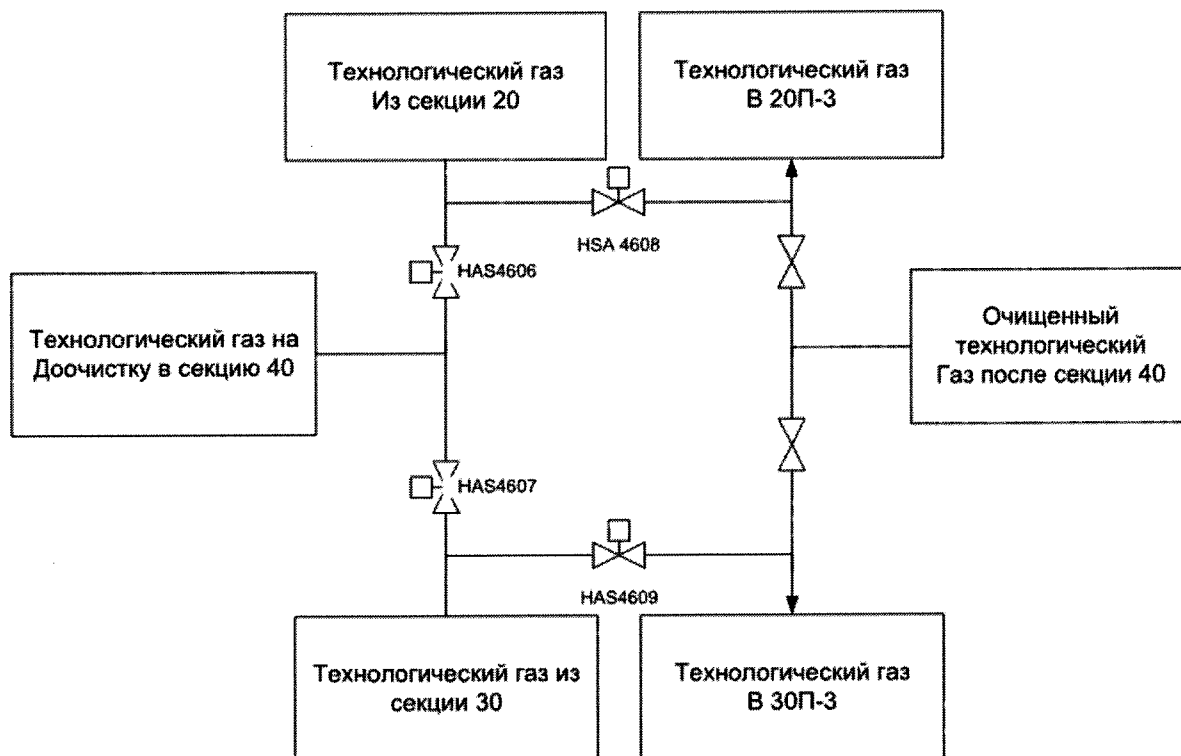 Технологический газ
Из секции 20
Технологический газ
В 20П-3
HSA 4608
HAS4606
Технологический газ на
Доочистку в секцию 40
Очищенный
технологический
Газ после секции 40
HAS4607
HAS4609
Технологический газ из
секции 30
Технологический газ
В 30П-3